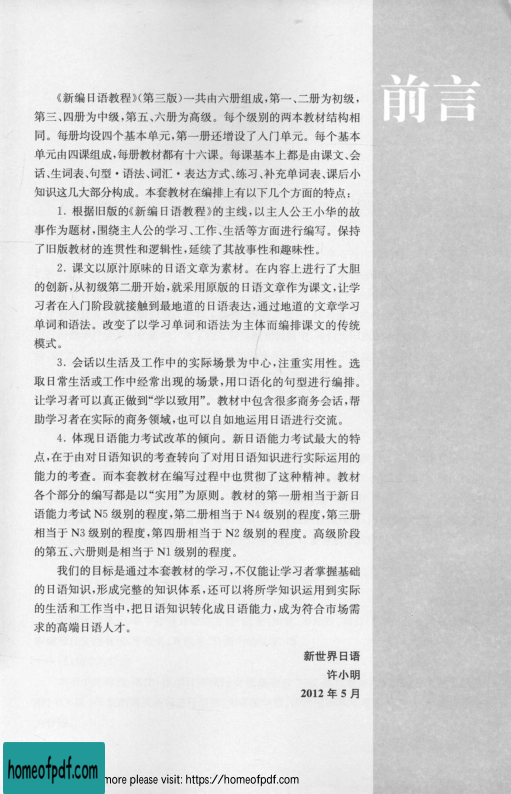 前言
《新编日语教程》(第三版)一共由六册组成,第一、二册为初级,
第三、四册为中级,第五、六册为高级。每个级别的两本教材结构相
同。每册均设四个基本单元,第一册还增设了入门单元。每个基本
单元由四课组成,每册教材都有十六课。每课基本上都是由课文、会
话、生词表、句型·语法、词汇·表达方式、练习、补充单词表、课后小
知识这几大部分构成。本套教材在编排上有以下几个方面的特点:
1. 根据旧版的《新编日语教程》的主线,以主人公王小华的故
事作为题材,围绕主人公的学习、工作、生活等方面进行编写。保持
了旧版教材的连贯性和逻辑性,延续了其故事性和趣味性。
2. 课文以原汁原味的日语文章为素材。在内容上进行了大胆
的创新,从初级第二册开始,就采用原版的日语文章作为课文,让学
习者在入门阶段就接触到最地道的日语表达,通过地道的文章学习
单词和语法。改变了以学习单词和语法为主体而编排课文的传统
模式。
3. 会话以生活及工作中的实际场景为中心,注重实用性。选
取日常生活或工作中经常出现的场景,用口语化的句型进行编排。
让学习者可以真正做到“学以致用”。教材中包含很多商务会话,帮
助学习者在实际的商务领域,也可以自如地运用日语进行交流。
4. 体现日语能力考试改革的倾向。新日语能力考试最大的特
点,在于由对日语知识的考查转向了对用日语知识进行实际运用的
能力的考查。而本套教材在编写过程中也贯彻了这种精神。教材
各个部分的编写都是以“实用”为原则。教材的第一册相当于新日
语能力考试 N5 级别的程度,第二册相当于 N4 级别的程度,第三册
相当于 N3 级别的程度,第四册相当于 N2 级别的程度。高级阶段
的第五、六册则是相当于 N1 级别的程度。
我们的目标是通过本套教材的学习,不仅能让学习者掌握基础
的日语知识,形成完整的知识体系,还可以将所学知识运用到实际
的生活和工作当中,把日语知识转化成日语能力,成为符合市场需
求的高端日语人才。
新世界日语
许小明
2012 年 5 月
homeofpdf.com
more please visit: https://homeofpdf.com